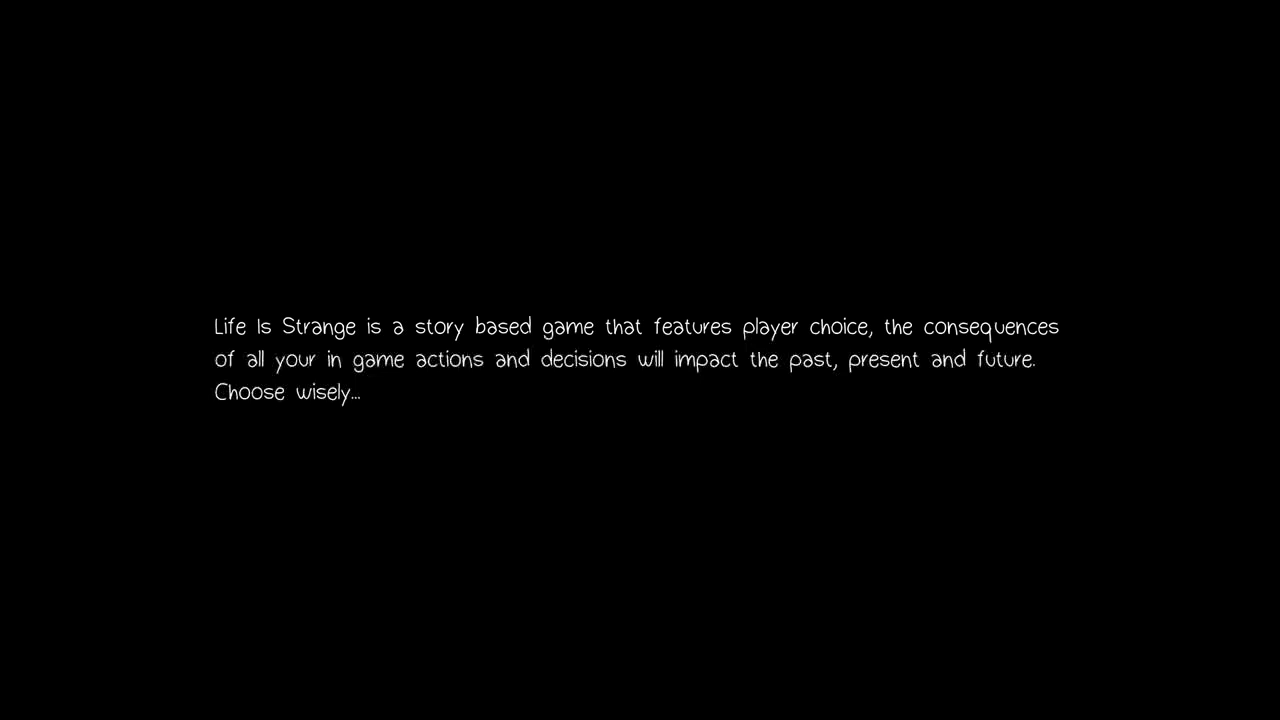 Life Is Strange is a story based game that features player choice, the consequences
of all your in game actions and decisions will impact the past, present and future.
Choose wisely...